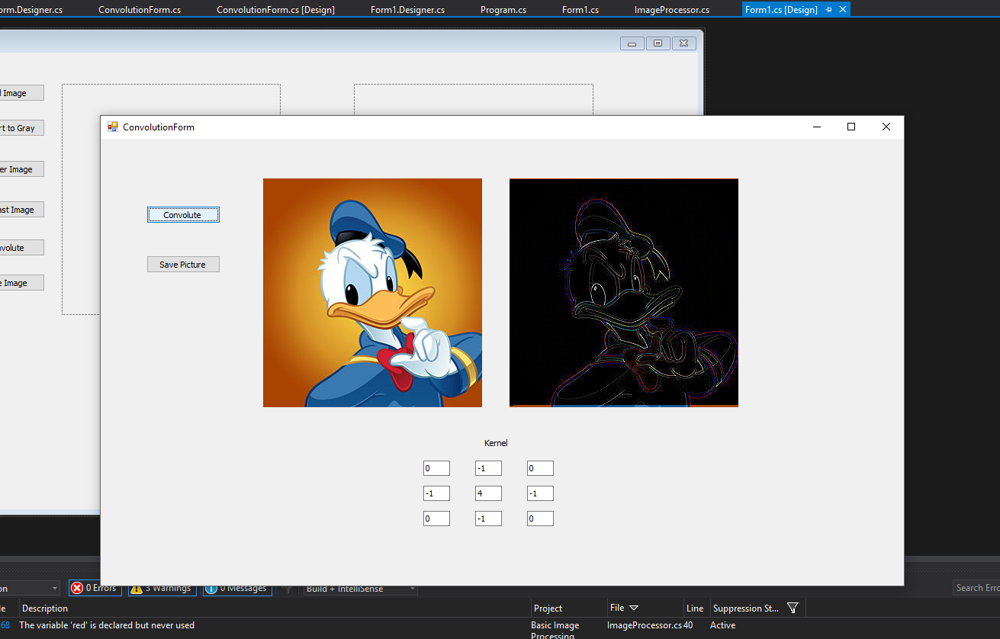 orm.Designer.cs ConvolutionForm.cs ConvolutionForm.cs [Design] Form1.Designer.cs Program.cs Form1.cs ImageProcessor.cs Form1.cs [Design]
Image
rt to Gray
er Image
ast Image
volute
e Image
ConvolutionForm
Convolute
Save Picture
Kernel
0 -1 0
-1 4 -1
0 -1 0
on 0 Errors 3 Warnings 0 Messages Build + IntelliSense Search Erro
le Description Project File Line Suppression St...
68 The variable 'red' is declared but never used Basic Image Processing ImageProcessor.cs 40 Active